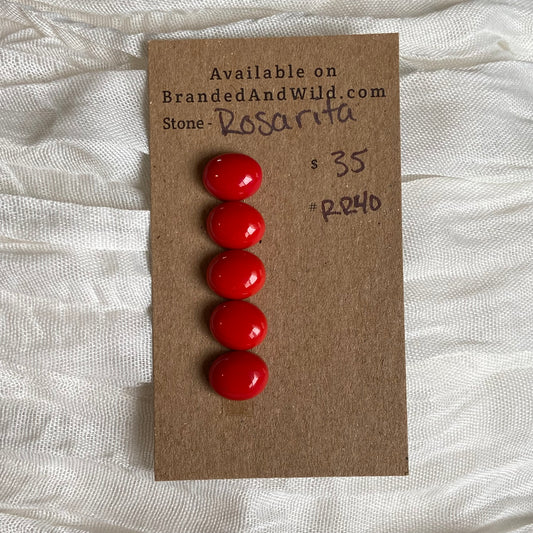 Available on
BrandedAndWild.com
Stone - Rosarita
$ 35
# RR40